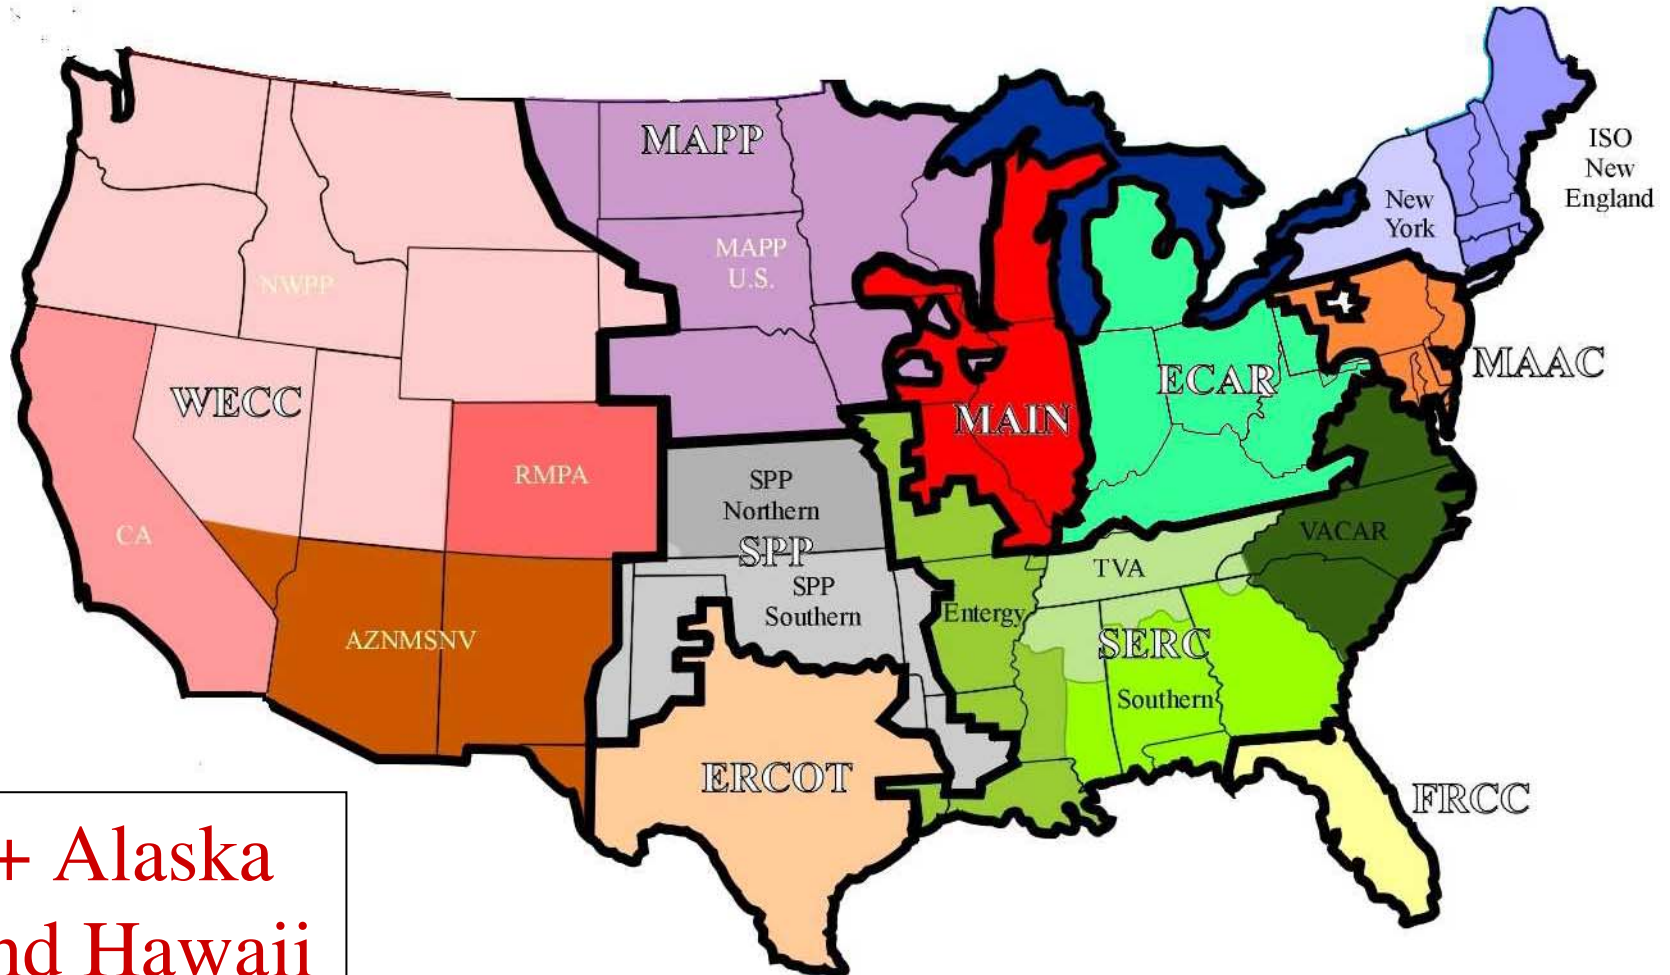 MAPP
ISO
New
England
New
York
MAPP
U.S.
NWPP
MAAC
ECAR
WECC
MAIN
RMPA
SPP
Northern
SPP
SPP
Southern
CA
VACAR
TVA
Entergy
AZNMSNV
SERC
Southern
ERCOT
FRCC
+ Alaska
nd Hawaii